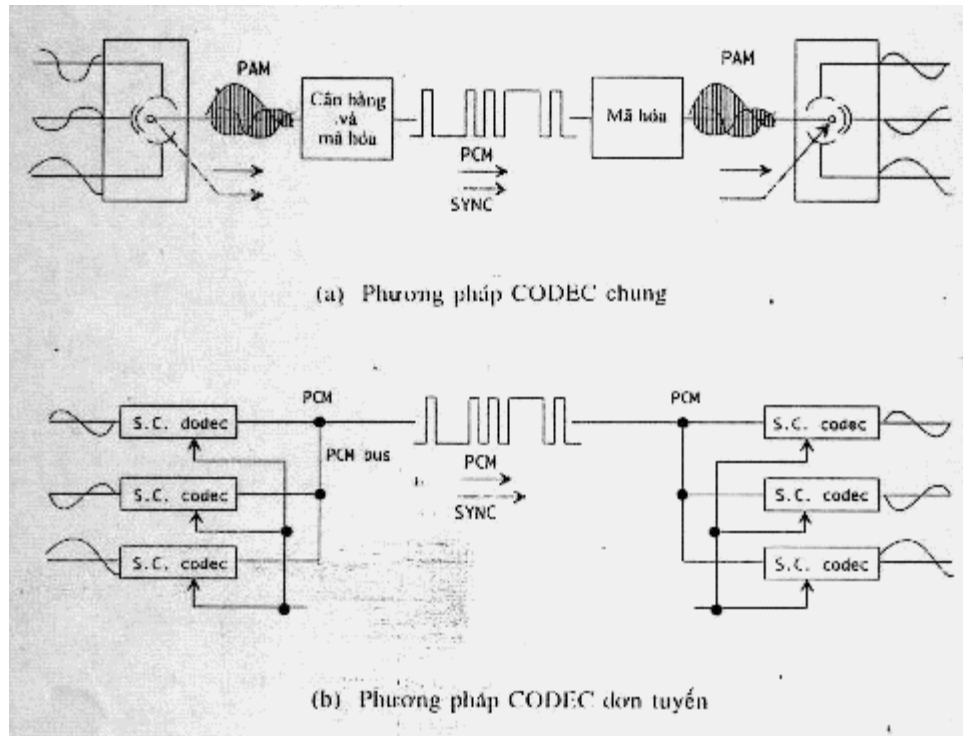 PAM
PAM
Cân bằng
và
mã hóa
Mã hóa
PCM
SYNC
(a) Phương pháp CODEC chung
PCM
PCM
S.C. dodec
S.C. codec
PCM bus
PCM
SYNC
S.C. codec
S.C. codec
S.C. codec
S.C. codec
(b) Phương pháp CODEC đơn tuyến